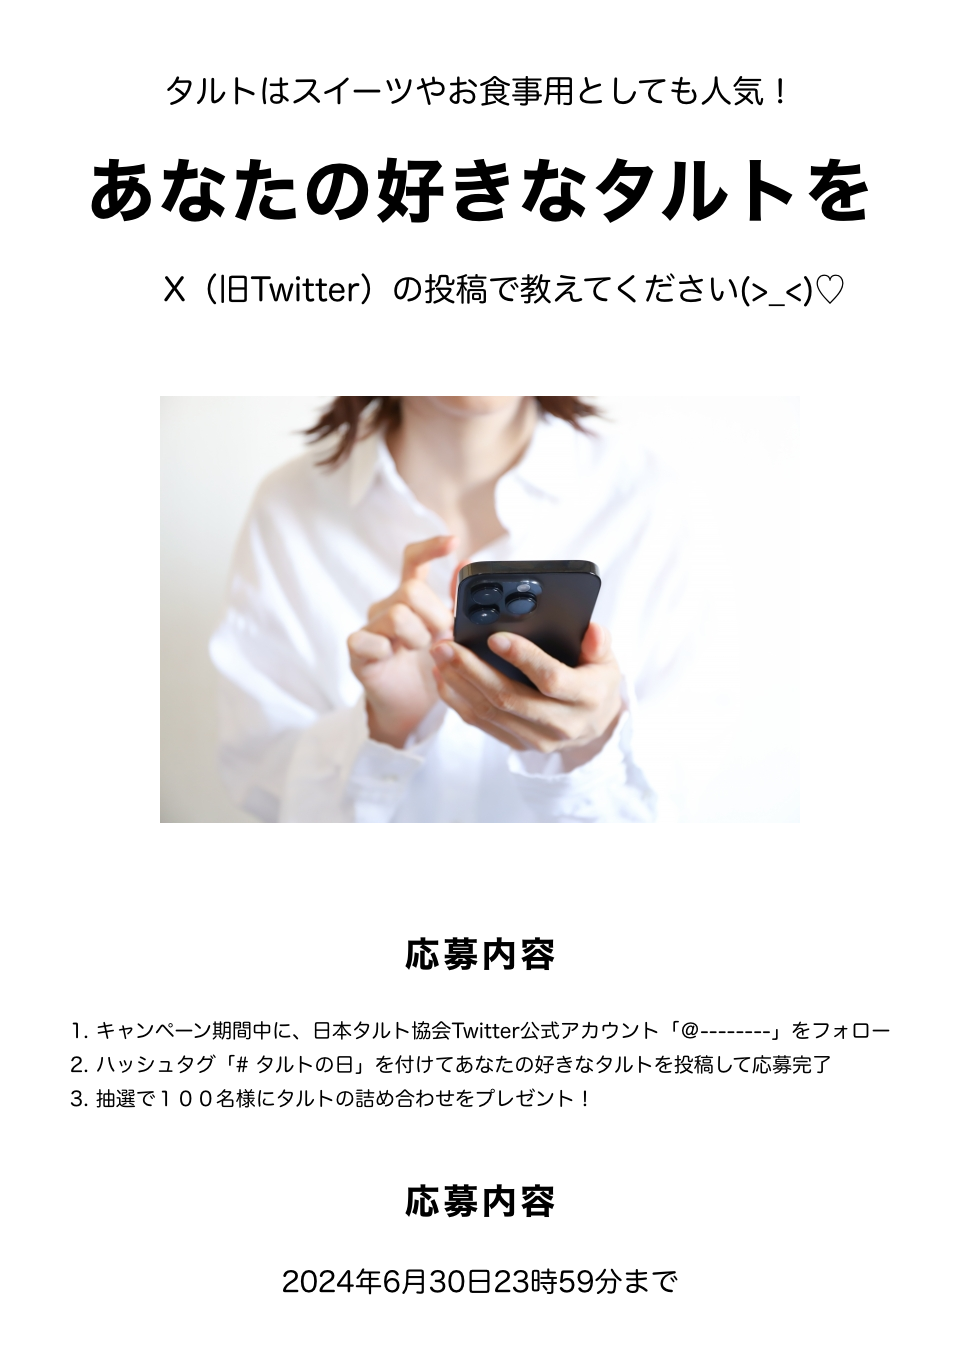 タルトはスイーツやお食事用としても人気！
あなたの好きなタルトを
X（旧Twitter）の投稿で教えてください(>_<)♡
応募内容
1. キャンペーン期間中に、日本タルト協会Twitter公式アカウント「@--------」をフォロー
2. ハッシュタグ「# タルトの日」を付けてあなたの好きなタルトを投稿して応募完了
3. 抽選で１００名様にタルトの詰め合わせをプレゼント！
応募内容
2024年6月30日23時59分まで